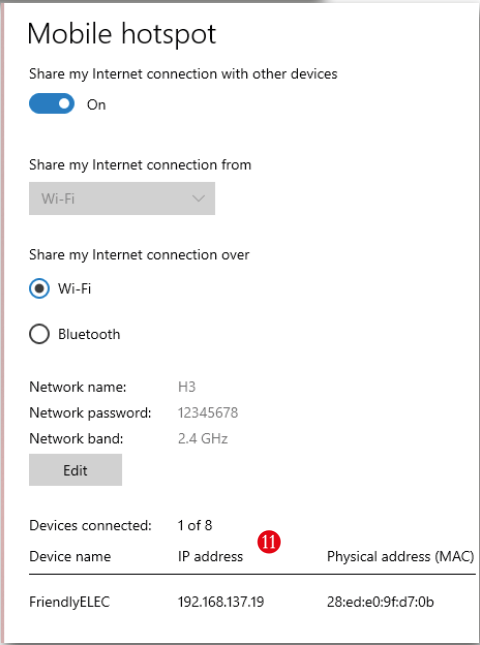 Mobile hotspot
Share my Internet connection with other devices
On
Share my Internet connection from
Wi-Fi
Share my Internet connection over
Wi-Fi
Bluetooth
Network name: H3
Network password: 12345678
Network band: 2.4 GHz
Edit
Devices connected: 1 of 8
11
Device name IP address Physical address (MAC)
FriendlyELEC 192.168.137.19 28:ed:e0:9f:d7:0b